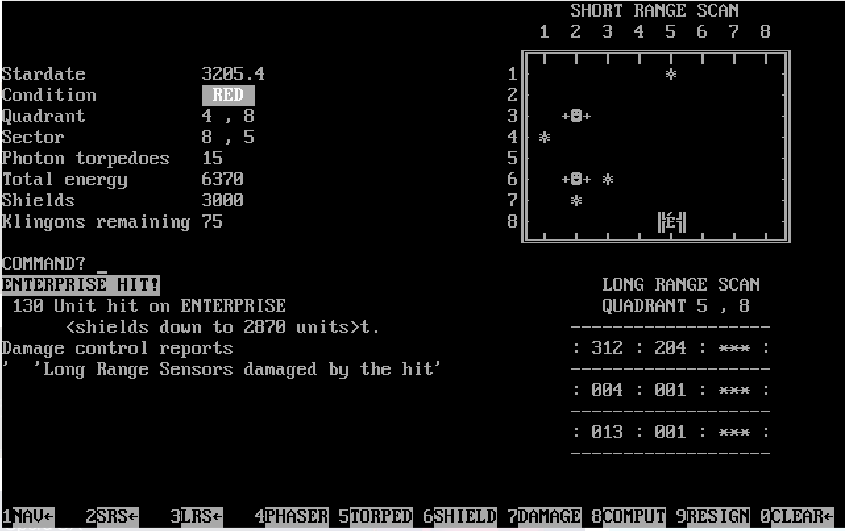 SHORT RANGE SCAN
1 2 3 4 5 6 7 8
Stardate 3205.4
Condition RED
Quadrant 4 , 8
Sector 8 , 5
Photon torpedoes 15
Total energy 6370
Shields 3000
Klingons remaining 75
1
2
3
4
5
6
7
8
COMMAND? _
ENTERPRISE HIT!
130 Unit hit on ENTERPRISE
<shields down to 2870 units>t.
Damage control reports
' 'Long Range Sensors damaged by the hit'
LONG RANGE SCAN
QUADRANT 5 , 8
: 312 : 204 : *** :
: 004 : 001 : *** :
: 013 : 001 : *** :
1NAV← 2SRS← 3LRS← 4PHASER 5TORPED 6SHIELD 7DAMAGE 8COMPUT 9RESIGN 0CLEAR←